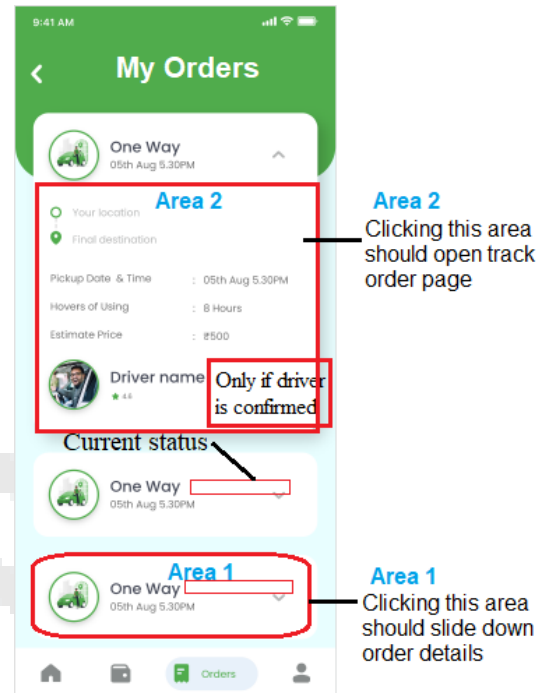 9:41 AM
My Orders
One Way
05th Aug 5.30PM
Area 2
Your location
Final destination
Pickup Date & Time : 05th Aug 5.30PM
Hovers of Using : 8 Hours
Estimate Price : ₹500
Driver name
4.8
Only if driver
is confirmed
Area 2
Clicking this area
should open track
order page
Current status
One Way
05th Aug 5.30PM
Area 1
One Way
05th Aug 5.30PM
Area 1
Clicking this area
should slide down
order details
Orders